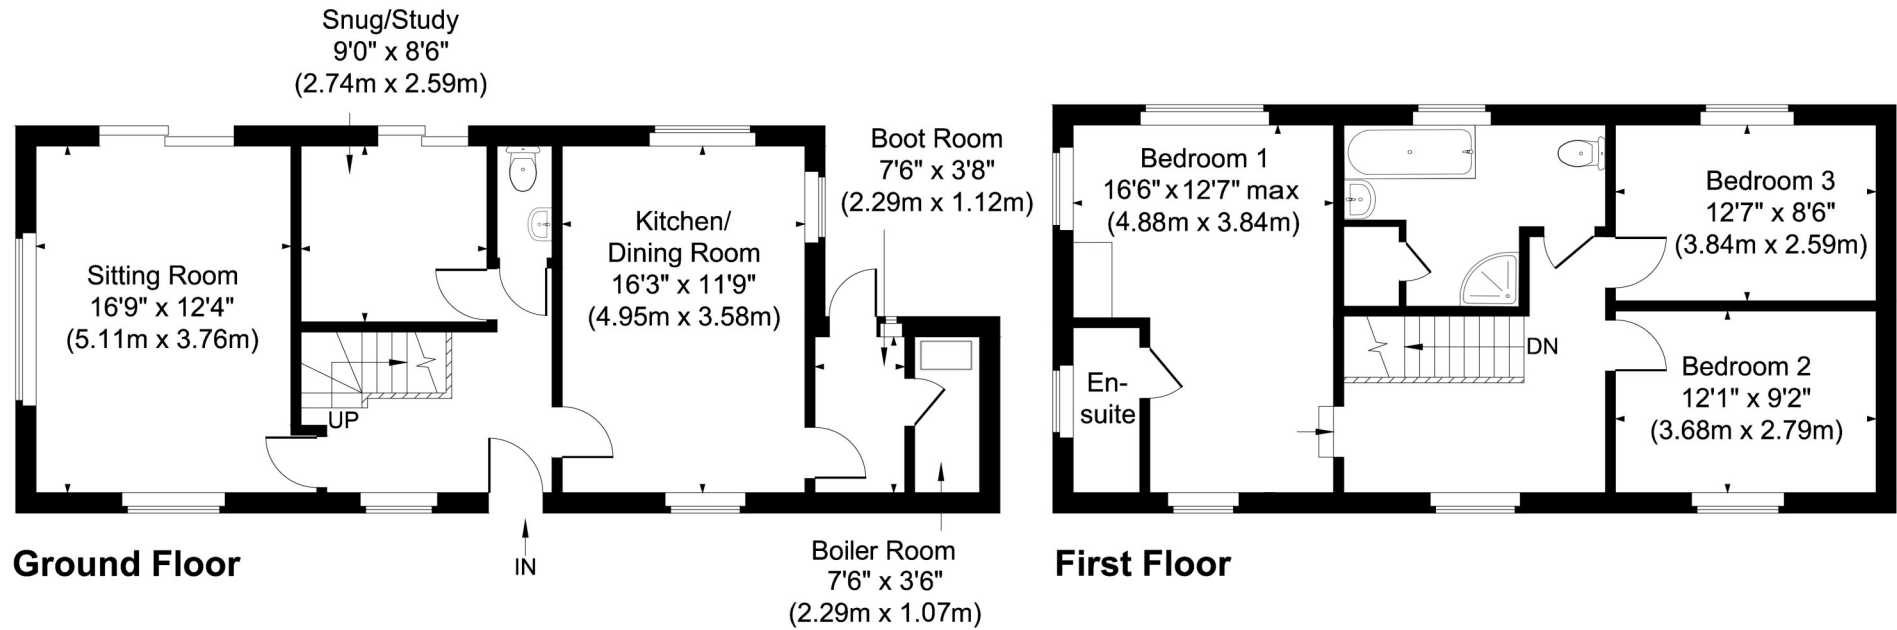 Snug/Study
9'0" x 8'6"
(2.74m x 2.59m)
Boot Room
7'6" x 3'8"
(2.29m x 1.12m)
Sitting Room
16'9" x 12'4"
(5.11m x 3.76m)
Kitchen/
Dining Room
16'3" x 11'9"
(4.95m x 3.58m)
UP
IN
Boiler Room
7'6" x 3'6"
(2.29m x 1.07m)
Ground Floor
Bedroom 1
16'6" x 12'7" max
(4.88m x 3.84m)
Bedroom 3
12'7" x 8'6"
(3.84m x 2.59m)
DN
En-
suite
Bedroom 2
12'1" x 9'2"
(3.68m x 2.79m)
First Floor